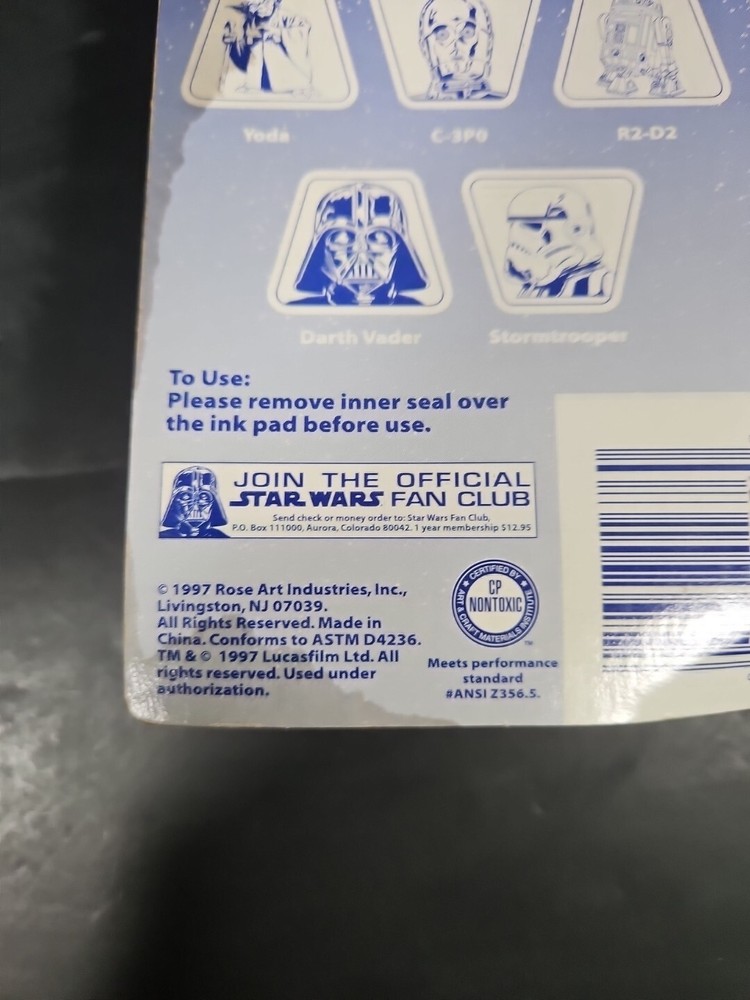 Yoda
C-3PO
R2-D2
Darth Vader
Stormtrooper
To Use:
Please remove inner seal over
the ink pad before use.
JOIN THE OFFICIAL
STAR WARS FAN CLUB
Send check or money order to: Star Wars Fan Club,
P.O. Box 111000, Aurora, Colorado 80042. 1 year membership $12.95
© 1997 Rose Art Industries, Inc.,
Livingston, NJ 07039.
All Rights Reserved. Made in
China. Conforms to ASTM D4236.
TM & © 1997 Lucasfilm Ltd. All
rights reserved. Used under
authorization.
CERTIFIED BY
CP
NONTOXIC
ART & CRAFT MATERIALS INSTITUTE
TM
Meets performance
standard
#ANSI Z356.5.